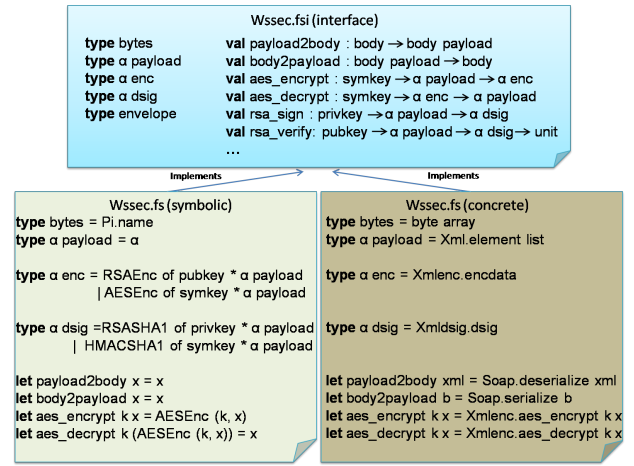 Wssec.fsi (interface)
type bytes
type α payload
type α enc
type α dsig
type envelope
val payload2body : body → body payload
val body2payload : body payload → body
val aes_encrypt : symkey → α payload → α enc
val aes_decrypt : symkey → α enc → α payload
val rsa_sign : privkey → α payload → α dsig
val rsa_verify: pubkey → α payload → α dsig → unit
...
Implements
Implements
Wssec.fs (symbolic)
type bytes = Pi.name
type α payload = α
type α enc = RSAEnc of pubkey * α payload
| AESEnc of symkey * α payload
type α dsig =RSASHA1 of privkey * α payload
| HMACSHA1 of symkey * α payload
let payload2body x = x
let body2payload x = x
let aes_encrypt k x = AESEnc (k, x)
let aes_decrypt k (AESEnc (k, x)) = x
Wssec.fs (concrete)
type bytes = byte array
type α payload = Xml.element list
type α enc = Xmlenc.encdata
type α dsig = Xmldsig.dsig
let payload2body xml = Soap.deserialize xml
let body2payload b = Soap.serialize b
let aes_encrypt k x = Xmlenc.aes_encrypt k x
let aes_decrypt k x = Xmlenc.aes_decrypt k x